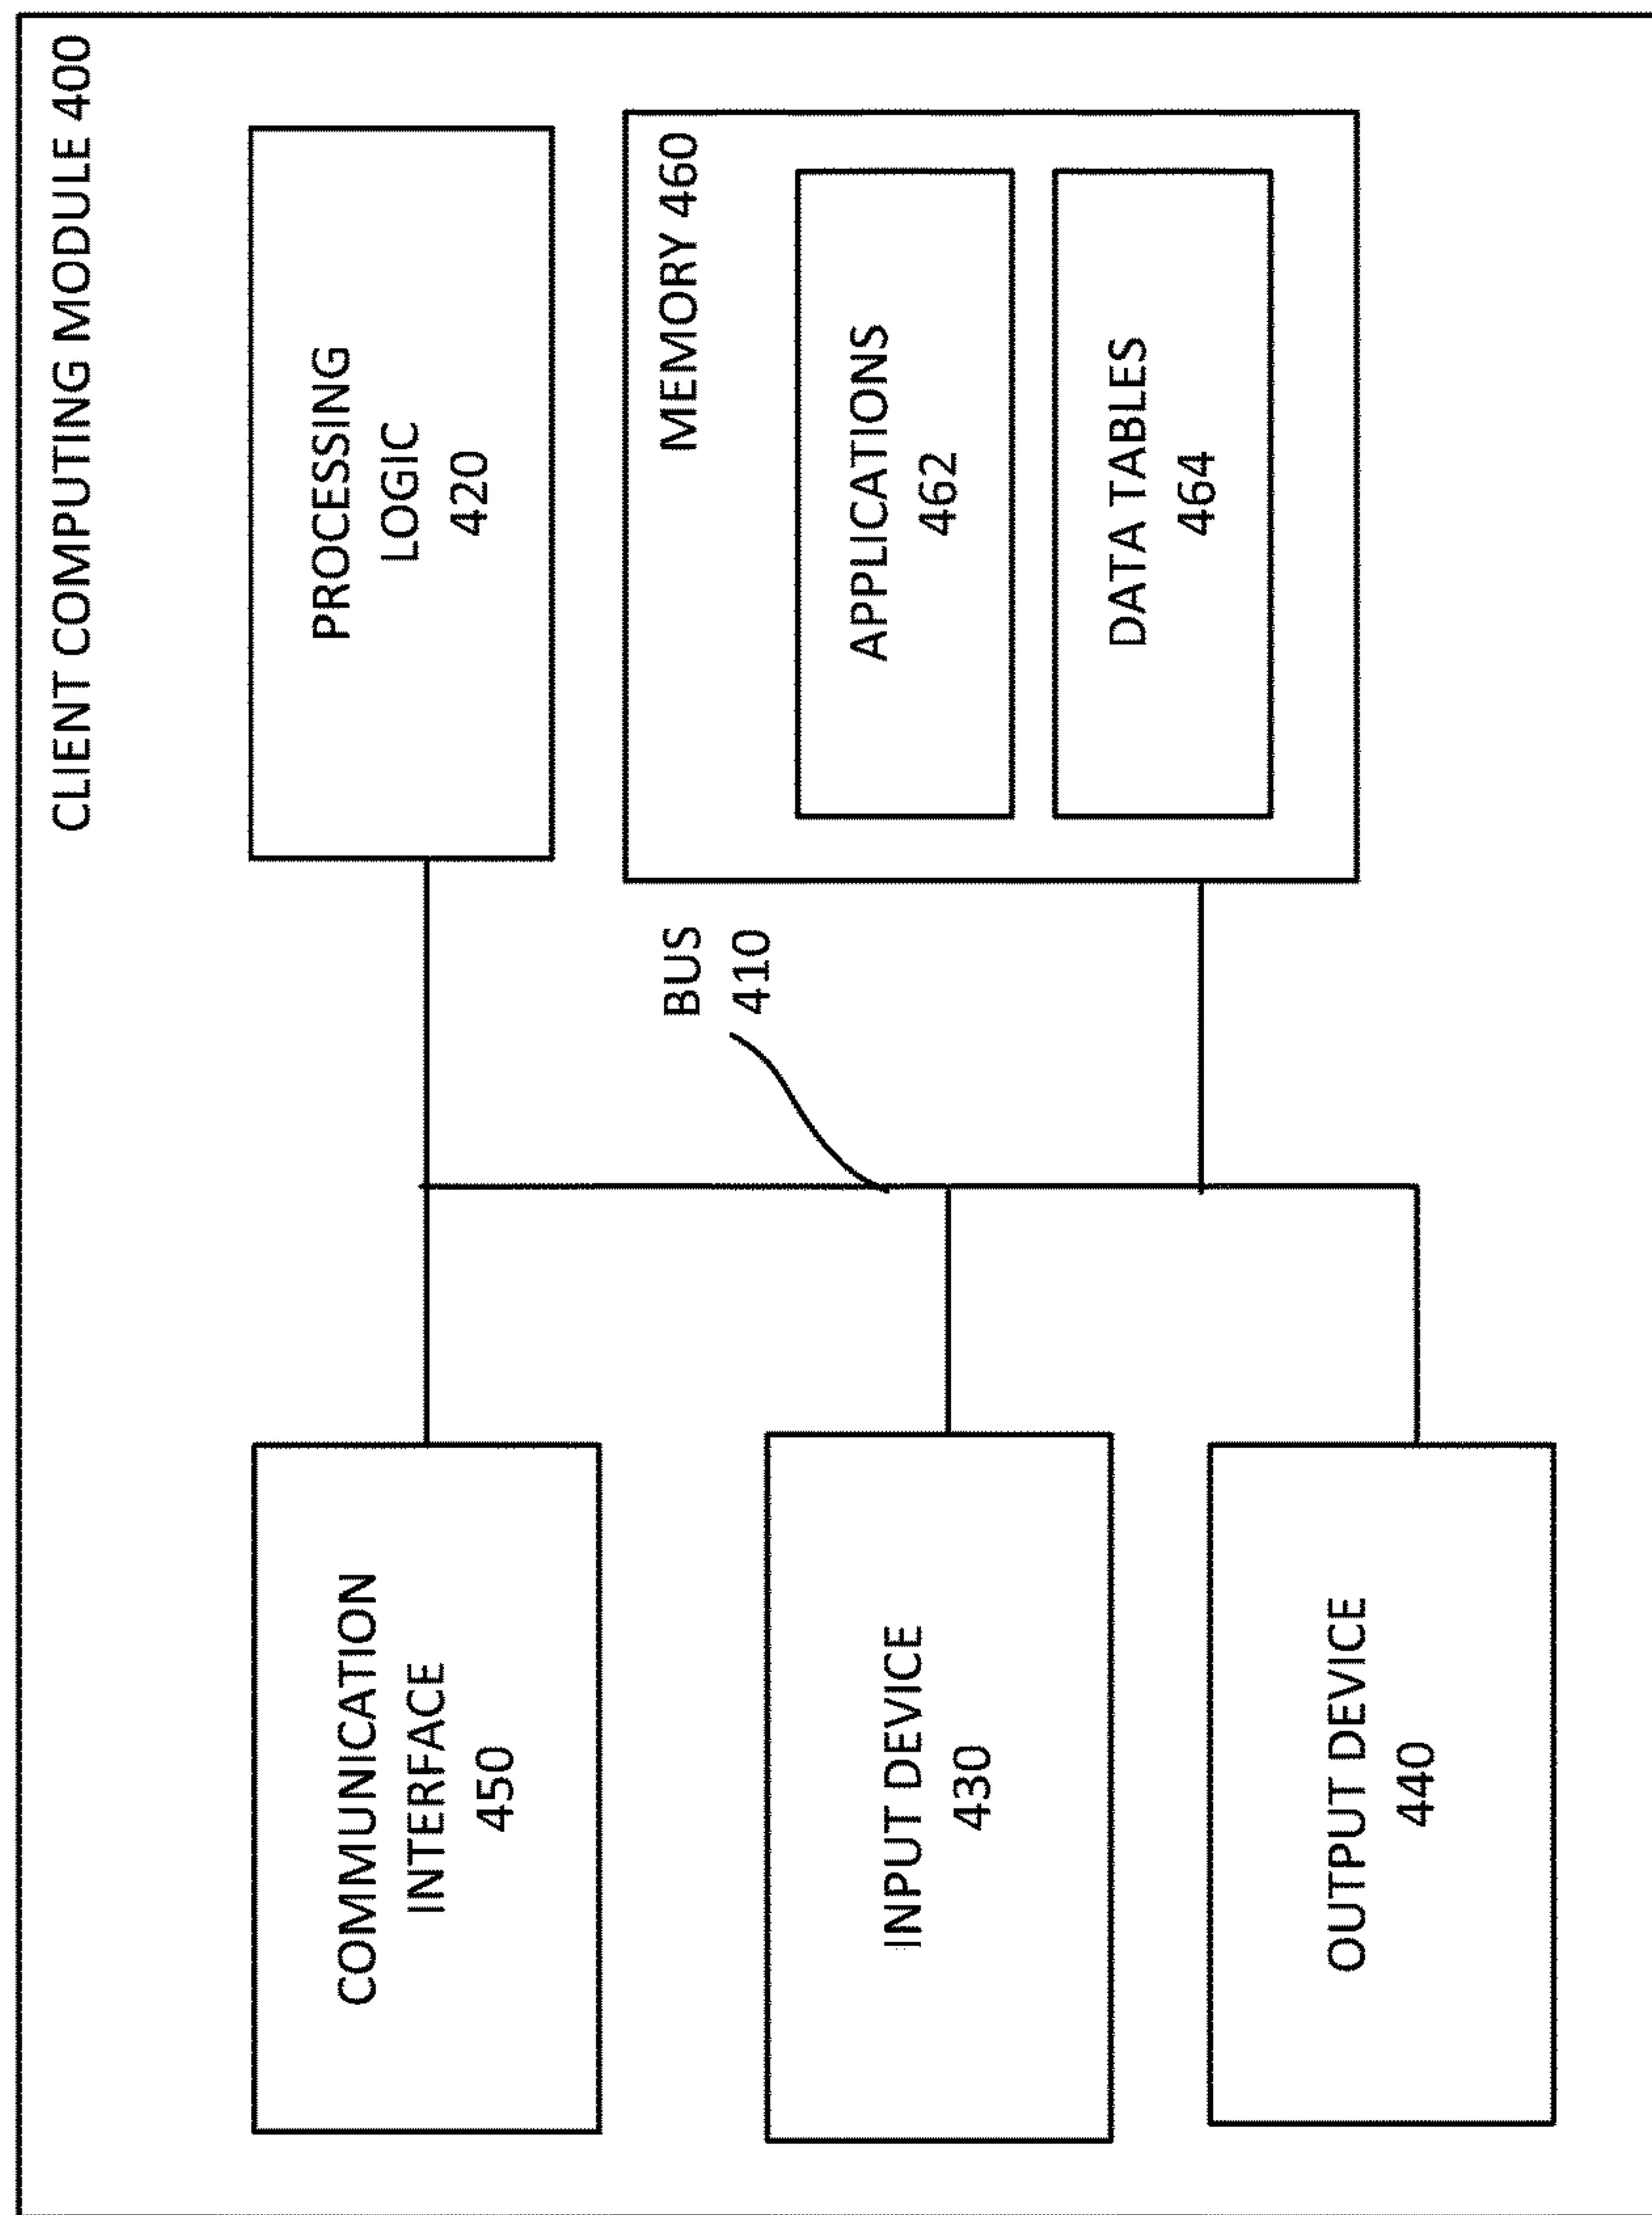 CLIENT COMPUTING MODULE 400
COMMUNICATION
INTERFACE
450
PROCESSING
LOGIC
420
BUS
410
MEMORY 460
APPLICATIONS
462
DATA TABLES
464
INPUT DEVICE
430
OUTPUT DEVICE
440